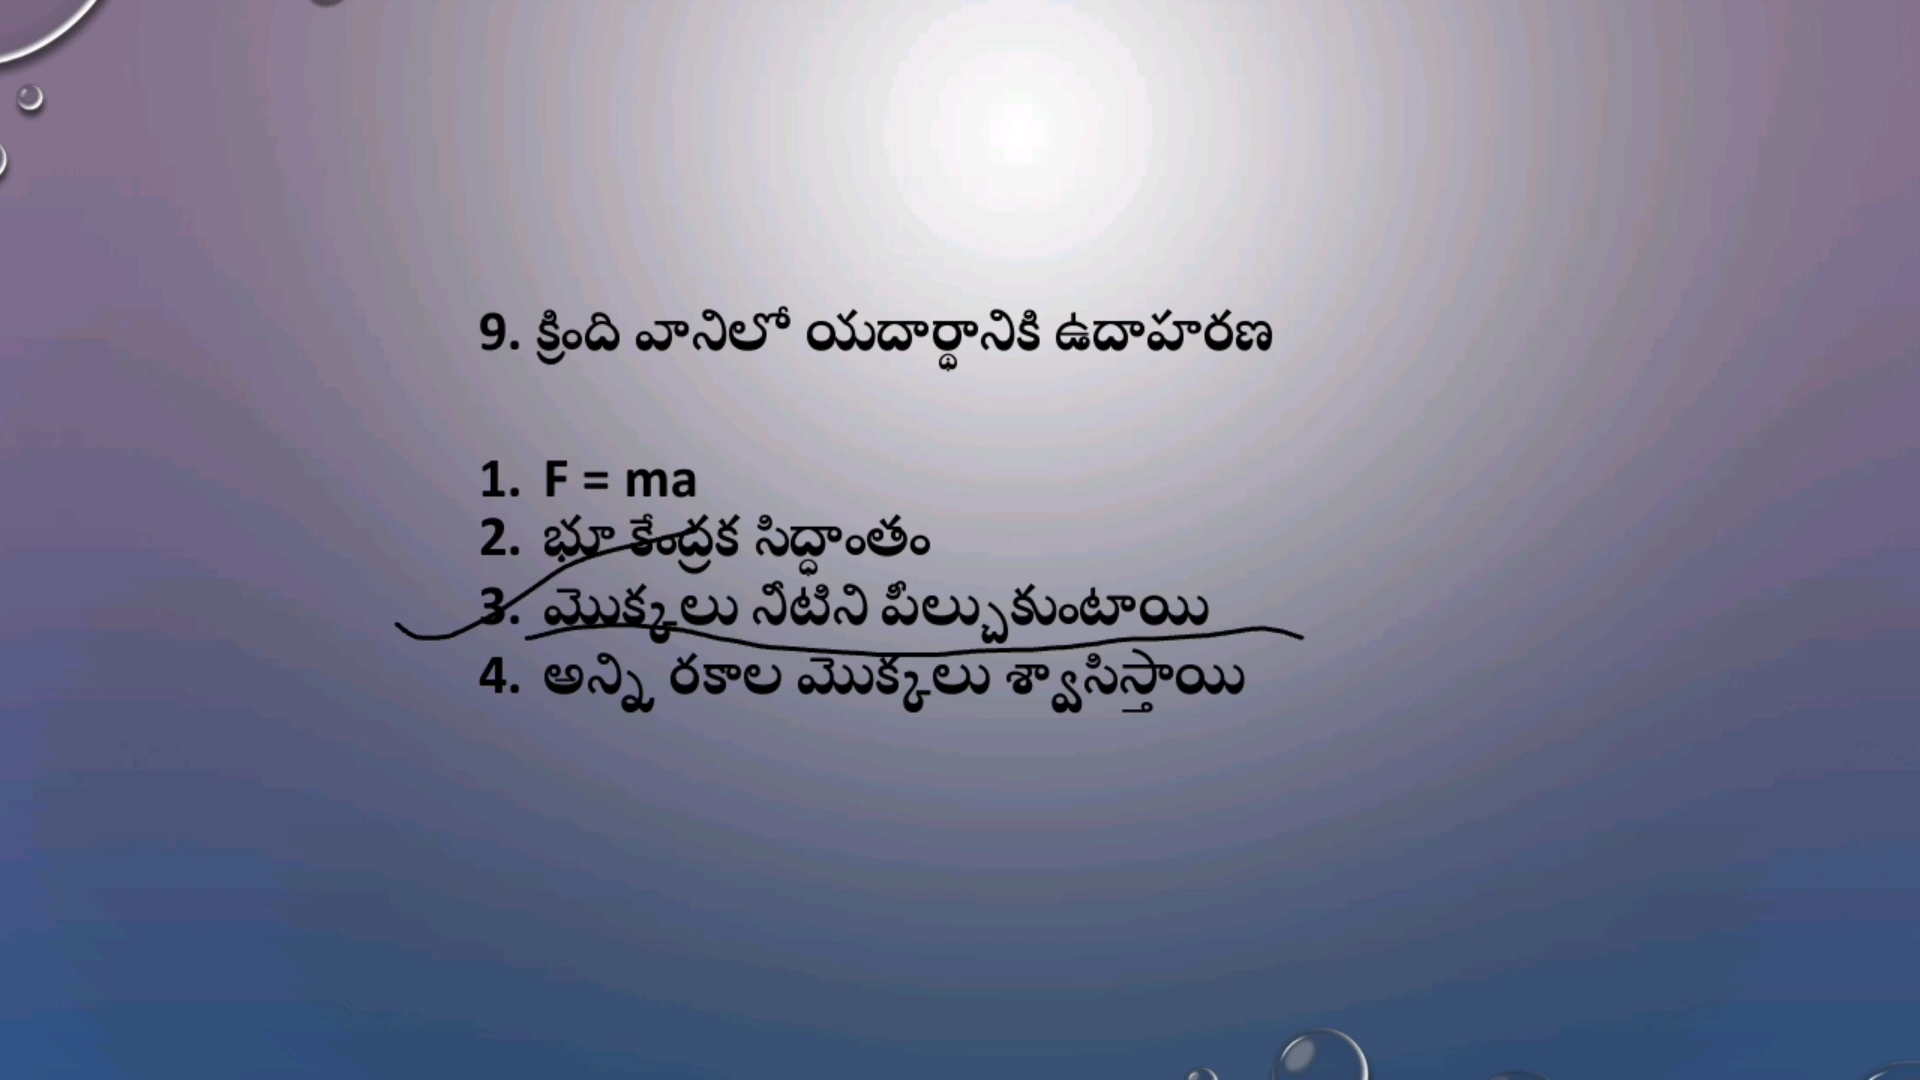 9. క్రింది వానిలో యదార్థానికి ఉదాహరణ
1. F = ma
2. భూ కేంద్రక సిద్ధాంతం
3. మొక్కలు నీటిని పీల్చుకుంటాయి
4. అన్ని రకాల మొక్కలు శ్వాసిస్తాయి